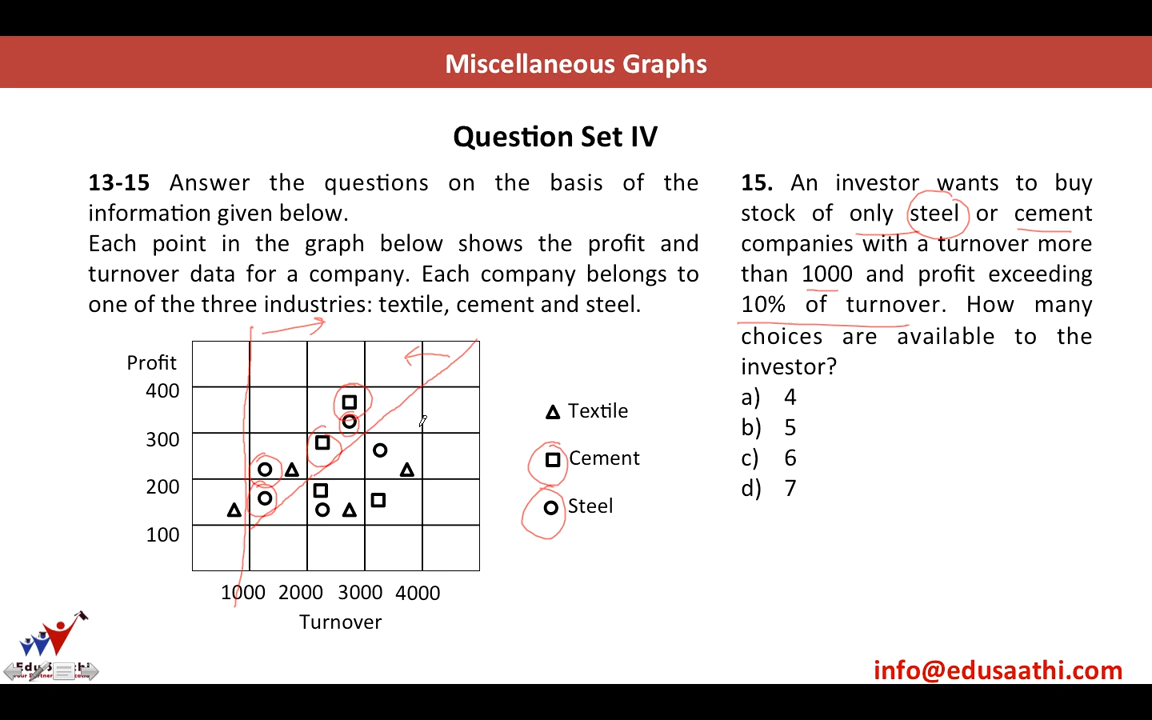 Miscellaneous Graphs
Question Set IV
13-15 Answer the questions on the basis of the
information given below.
Each point in the graph below shows the profit and
turnover data for a company. Each company belongs to
one of the three industries: textile, cement and steel.
Profit
400
300
200
100
1000 2000 3000 4000
Turnover
Textile
Cement
Steel
15. An investor wants to buy
stock of only steel or cement
companies with a turnover more
than 1000 and profit exceeding
10% of turnover. How many
choices are available to the
investor?
a) 4
b) 5
c) 6
d) 7
info@edusaathi.com